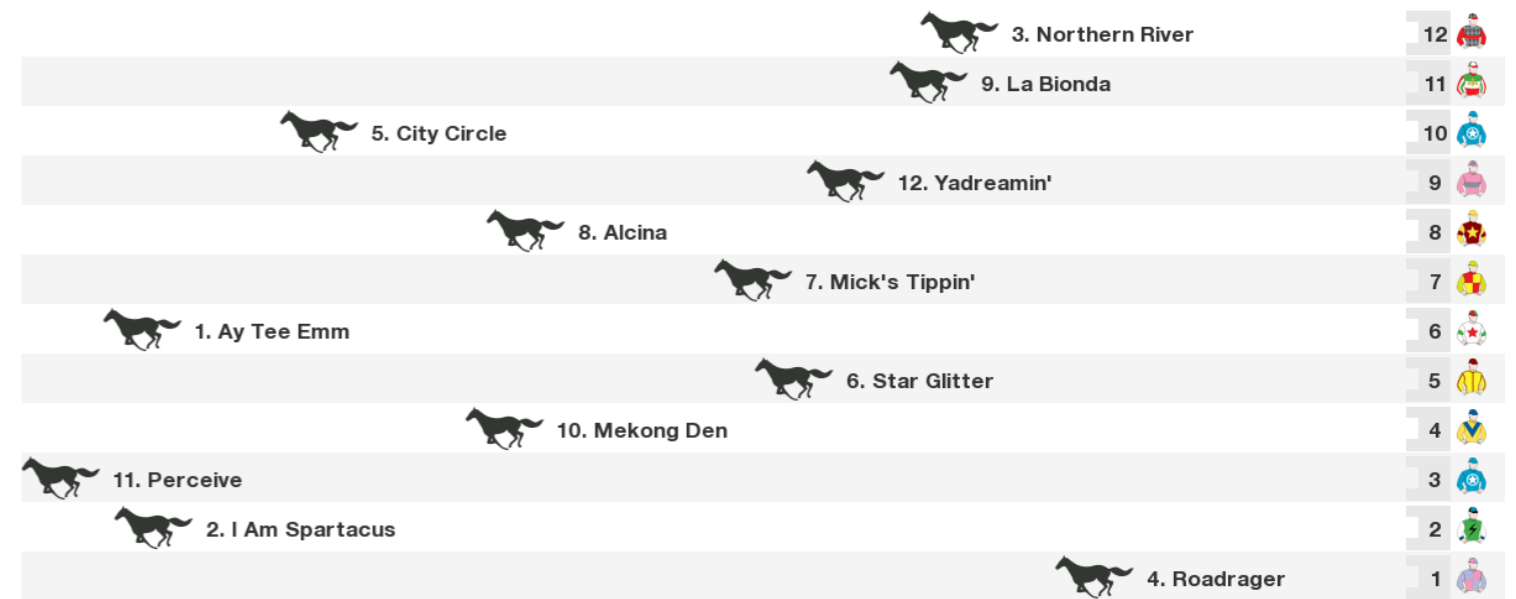 3. Northern River 12
9. La Bionda 11
5. City Circle 10
12. Yadreamin' 9
8. Alcina 8
7. Mick's Tippin' 7
1. Ay Tee Emm 6
6. Star Glitter 5
10. Mekong Den 4
11. Perceive 3
2. I Am Spartacus 2
4. Roadrager 1